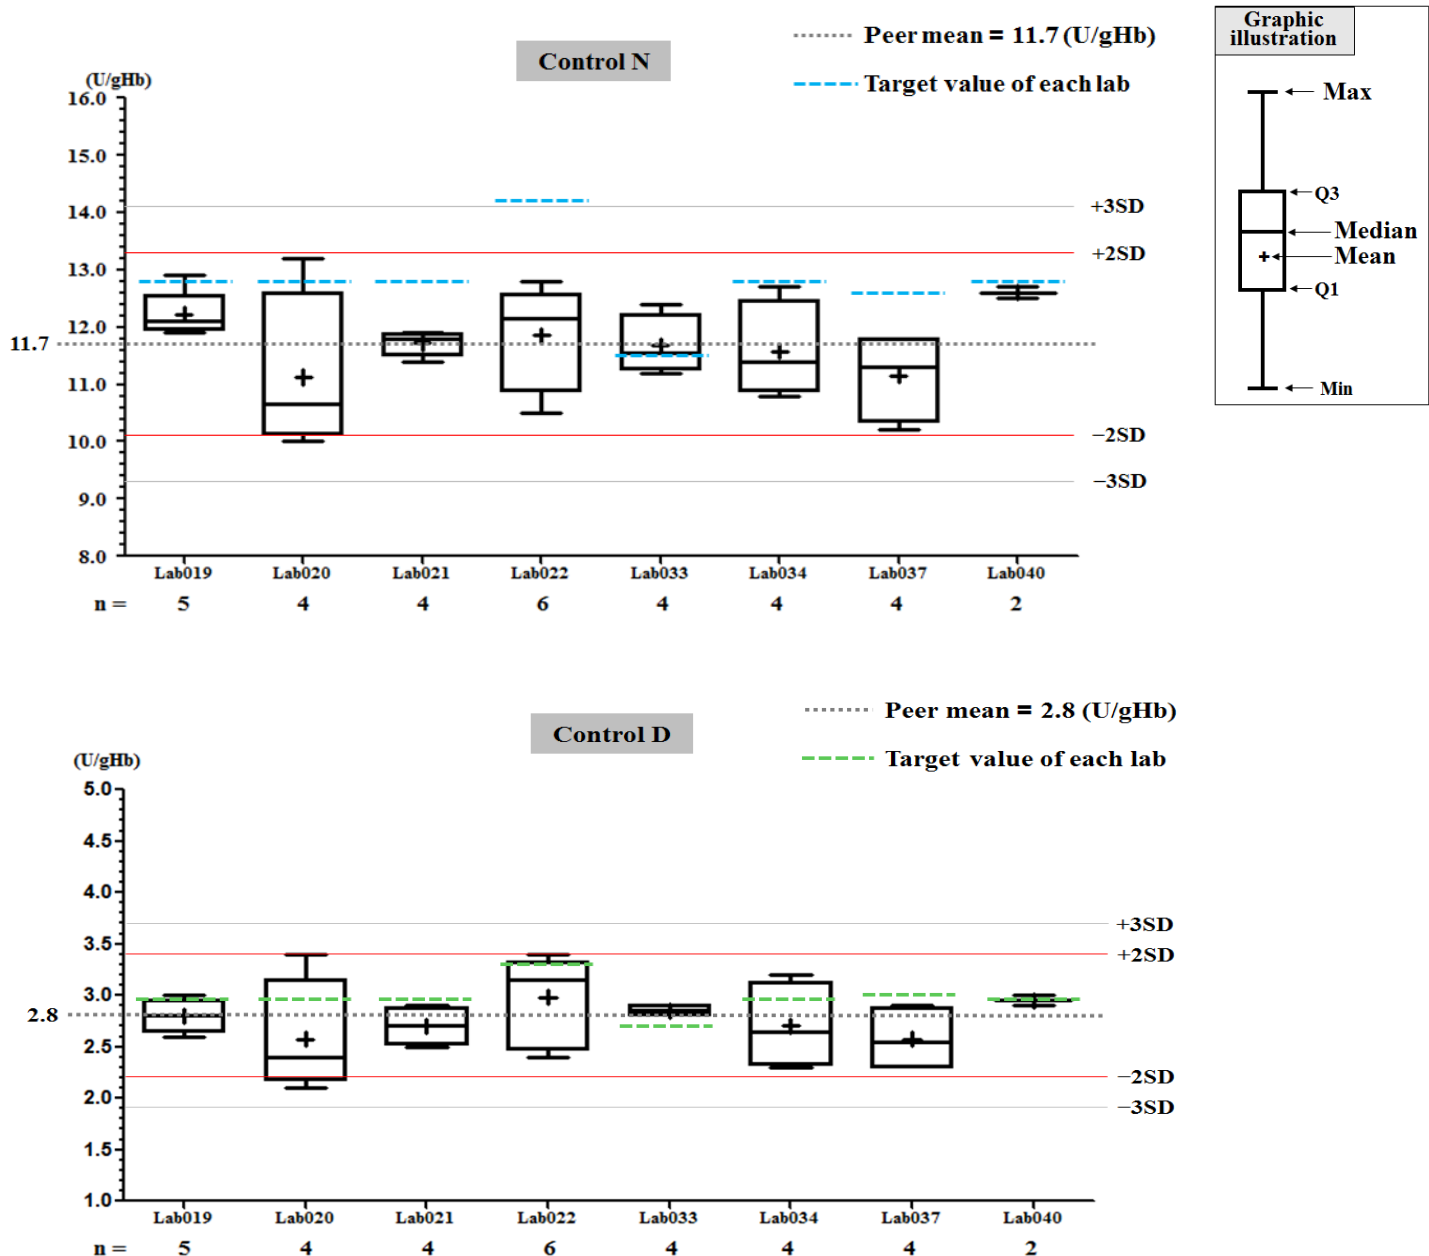 Graphic
illustration
Max
Q3
Median
Mean
Q1
Min
Control N
Peer mean = 11.7 (U/gHb)
Target value of each lab
(U/gHb)
16.0
15.0
14.0
13.0
12.0
11.7
11.0
10.0
9.0
8.0
+3SD
+2SD
−2SD
−3SD
Lab019 Lab020 Lab021 Lab022 Lab033 Lab034 Lab037 Lab040
n = 5 4 4 6 4 4 4 2
Control D
Peer mean = 2.8 (U/gHb)
Target value of each lab
(U/gHb)
5.0
4.5
4.0
3.5
3.0
2.8
2.5
2.0
1.5
1.0
+3SD
+2SD
−2SD
−3SD
Lab019 Lab020 Lab021 Lab022 Lab033 Lab034 Lab037 Lab040
n = 5 4 4 6 4 4 4 2